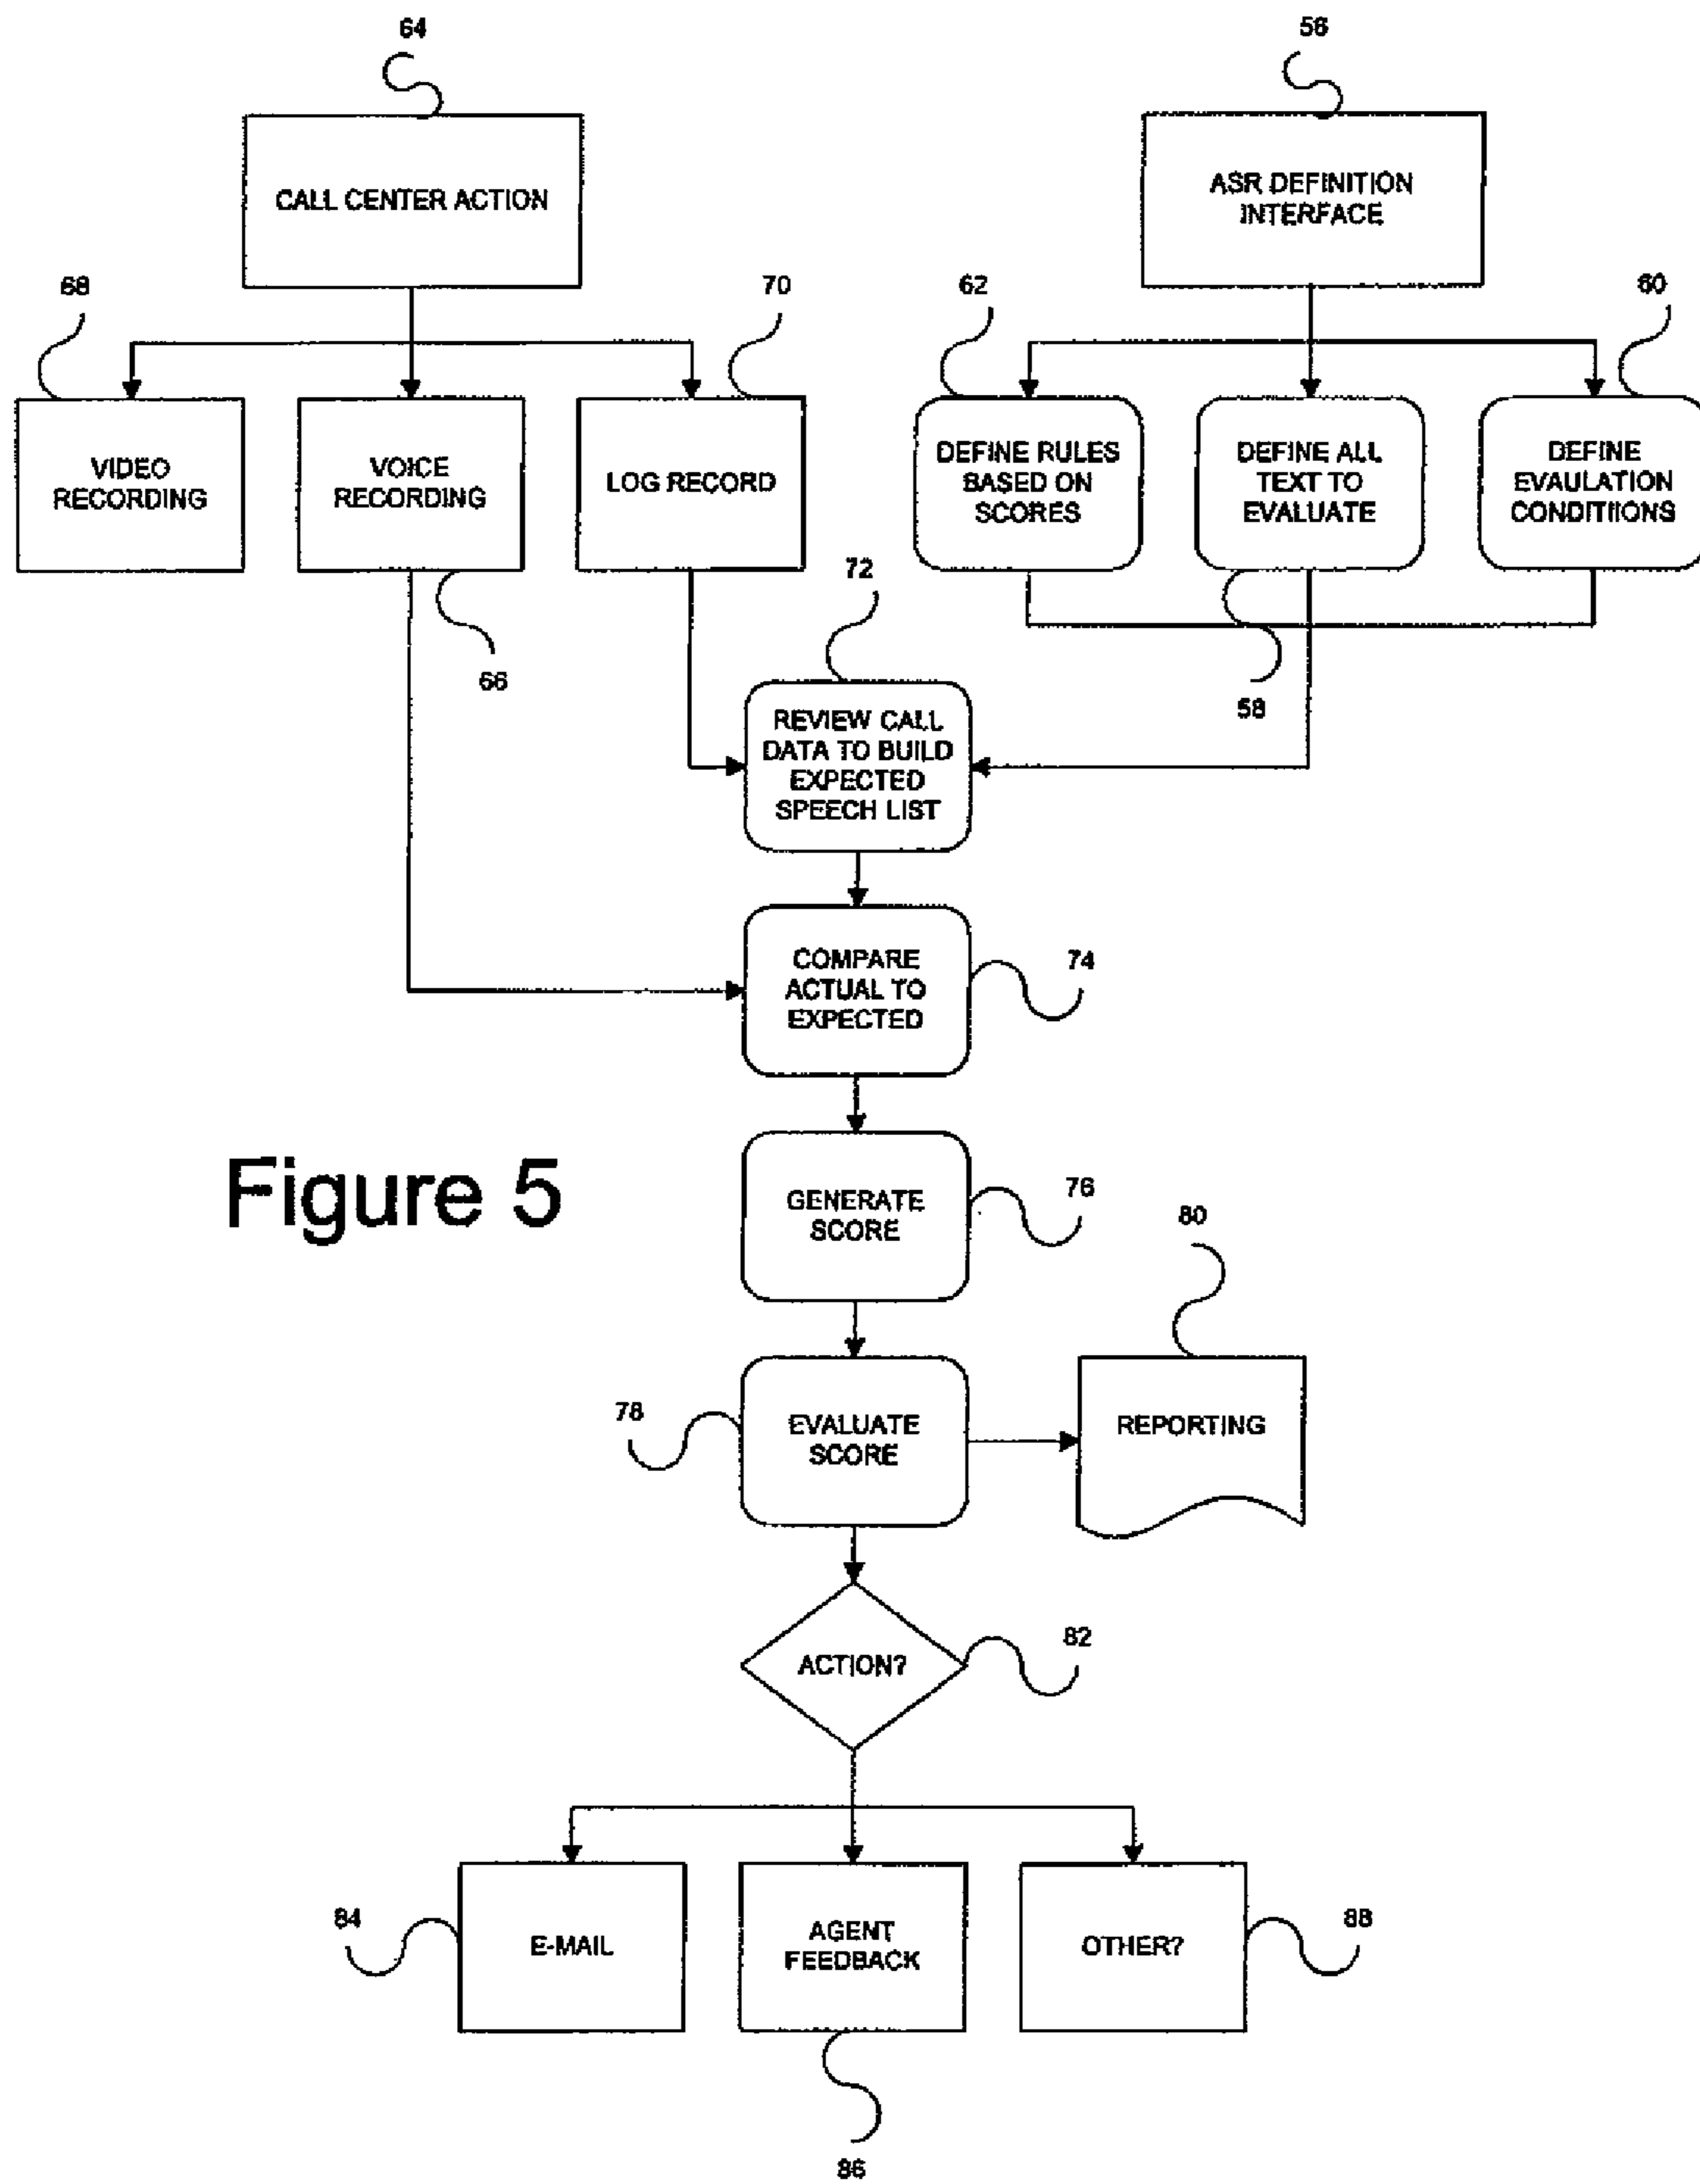 64
56
CALL CENTER ACTION
ASR DEFINITION
INTERFACE
68
70
62
60
VIDEO
RECORDING
VOICE
RECORDING
LOG RECORD
DEFINE RULES
BASED ON
SCORES
DEFINE ALL
TEXT TO
EVALUATE
DEFINE
EVAULATION
CONDITIIONS
72
66
58
REVIEW CALL
DATA TO BUILD
EXPECTED
SPEECH LIST
COMPARE
ACTUAL TO
EXPECTED
74
Figure 5
GENERATE
SCORE
76
80
78
EVALUATE
SCORE
REPORTING
ACTION?
82
84
E-MAIL
AGENT
FEEDBACK
OTHER?
88
86